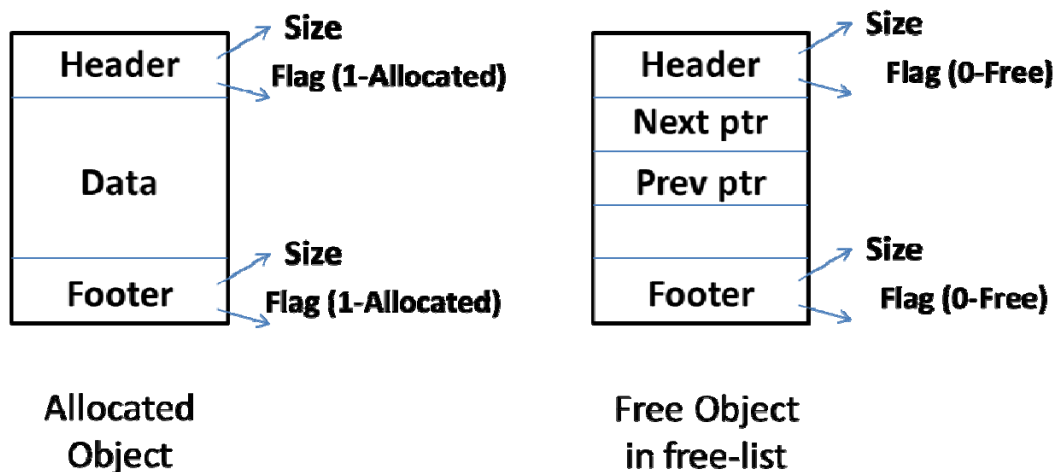 Header
Size
Flag (1-Allocated)
Data
Footer
Size
Flag (1-Allocated)
Allocated
Object
Header
Size
Flag (0-Free)
Next ptr
Prev ptr
Footer
Size
Flag (0-Free)
Free Object
in free-list